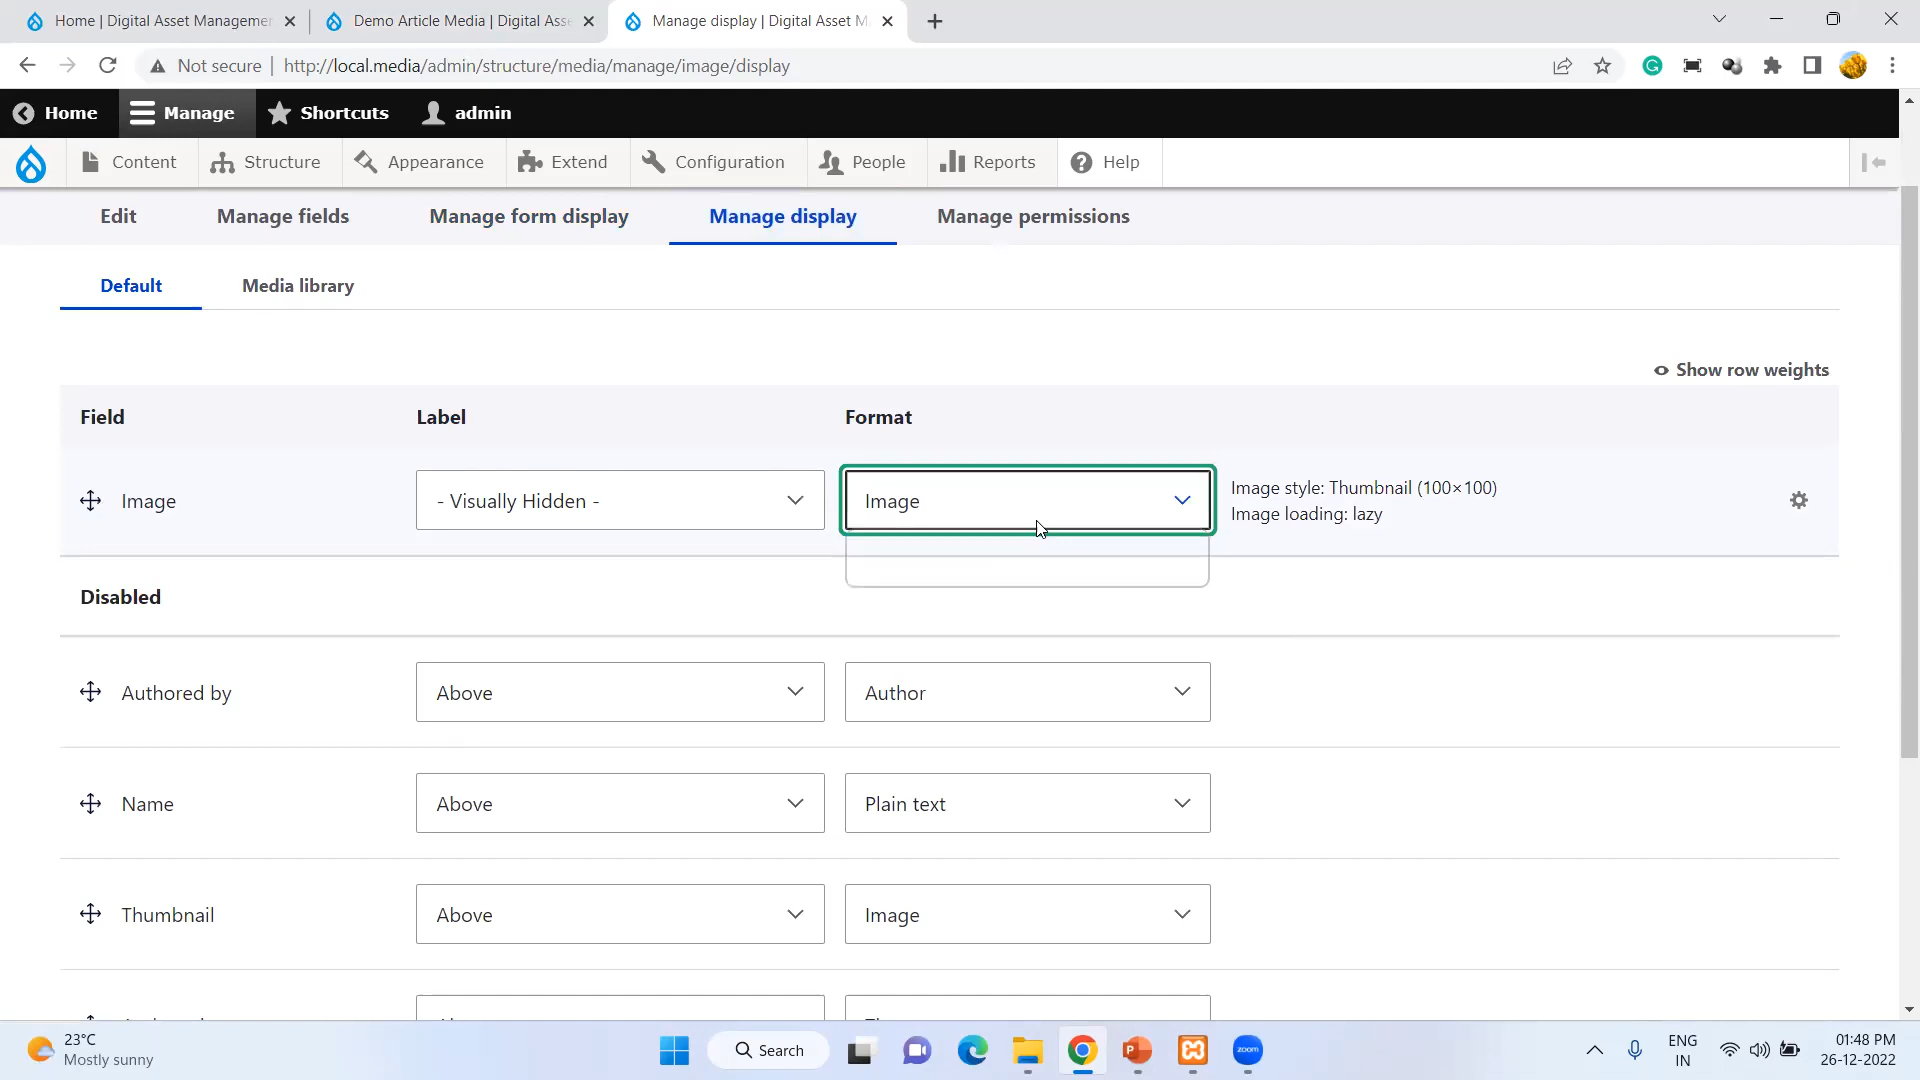 Home | Digital Asset Managemen
Demo Article Media | Digital Asse
Manage display | Digital Asset M
Not secure | http://local.media/admin/structure/media/manage/image/display
Home
Manage
Shortcuts
admin
Content
Structure
Appearance
Extend
Configuration
People
Reports
Help
Edit
Manage fields
Manage form display
Manage display
Manage permissions
Default
Media library
Show row weights
Field
Label
Format
Image
- Visually Hidden -
Image
Image style: Thumbnail (100×100)
Image loading: lazy
Disabled
Authored by
Above
Author
Name
Above
Plain text
Thumbnail
Above
Image
23°C
Mostly sunny
Search
zoom
ENG
IN
01:48 PM
26-12-2022